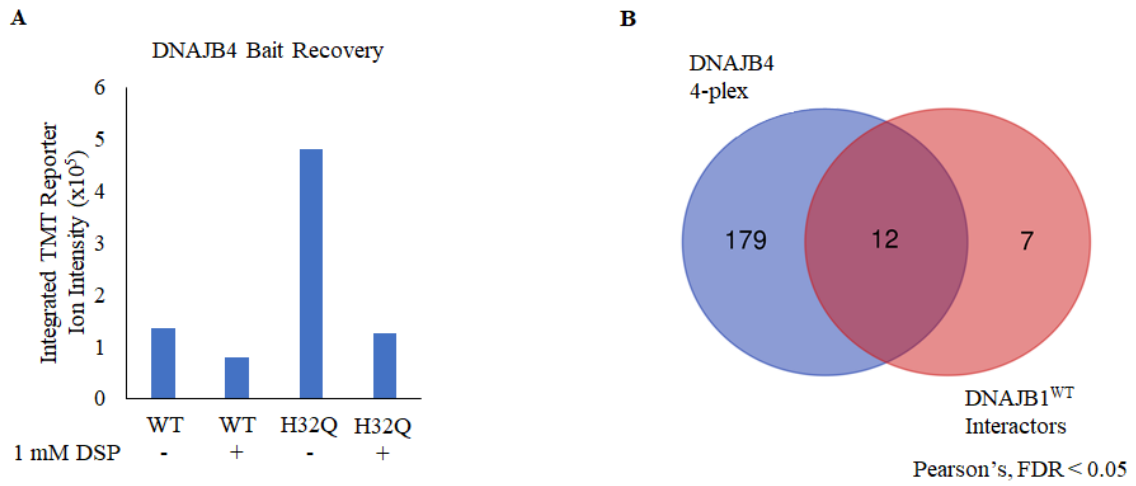 A
DNAJB4 Bait Recovery
Integrated TMT Reporter
Ion Intensity (x10⁵)
6
5
4
3
2
1
0
WT
WT
H32Q
H32Q
1 mM DSP
-
+
-
+
B
DNAJB4
4-plex
179
12
7
DNAJB1ᵂᵀ
Interactors
Pearson's, FDR < 0.05